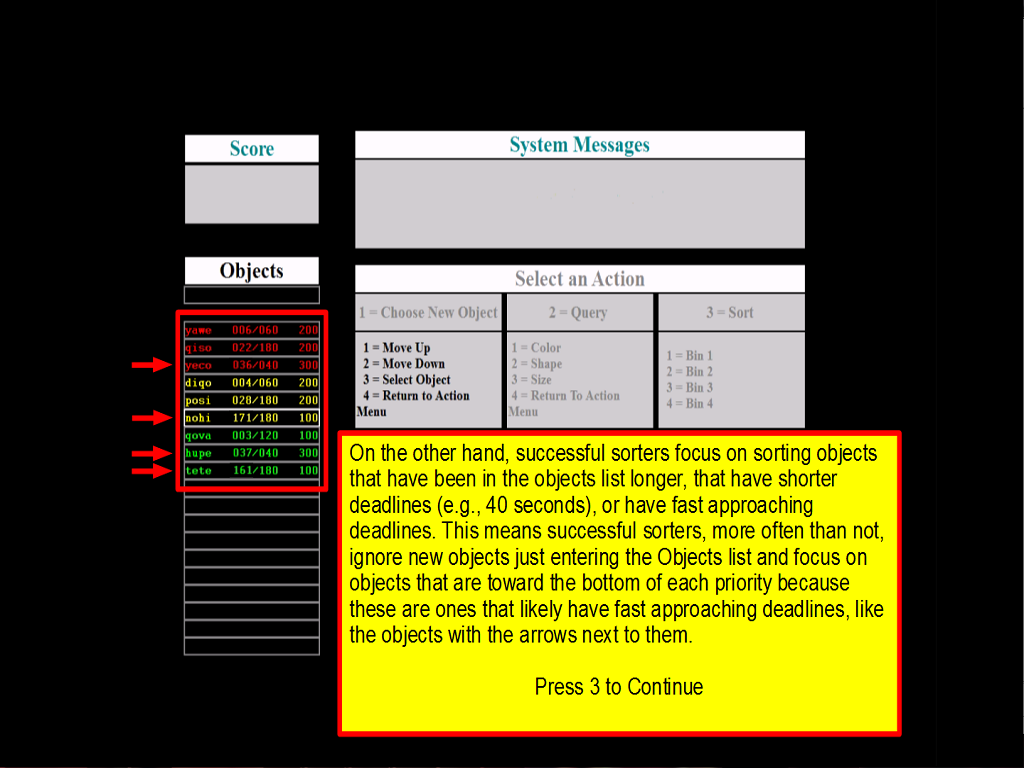 Score
System Messages
Objects
Select an Action
1 = Choose New Object
2 = Query
3 = Sort
1 = Move Up
2 = Move Down
3 = Select Object
4 = Return to Action
Menu
1 = Color
2 = Shape
3 = Size
4 = Return To Action
Menu
1 = Bin 1
2 = Bin 2
3 = Bin 3
4 = Bin 4
yawe 006/060 200
qiso 022/180 200
yeco 036/040 300
diqo 004/060 200
posi 028/180 200
nohi 171/180 100
qova 003/120 100
hupe 037/040 300
tete 161/180 100
On the other hand, successful sorters focus on sorting objects
that have been in the objects list longer, that have shorter
deadlines (e.g., 40 seconds), or have fast approaching
deadlines. This means successful sorters, more often than not,
ignore new objects just entering the Objects list and focus on
objects that are toward the bottom of each priority because
these are ones that likely have fast approaching deadlines, like
the objects with the arrows next to them.
Press 3 to Continue